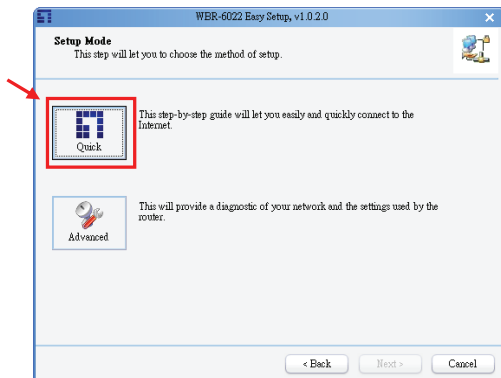 WBR-6022 Easy Setup, v1.0.2.0
Setup Mode
This step will let you to choose the method of setup.
Quick
This step-by-step guide will let you easily and quickly connect to the
Internet.
Advanced
This will provide a diagnostic of your network and the settings used by the
router.
< Back
Next >
Cancel